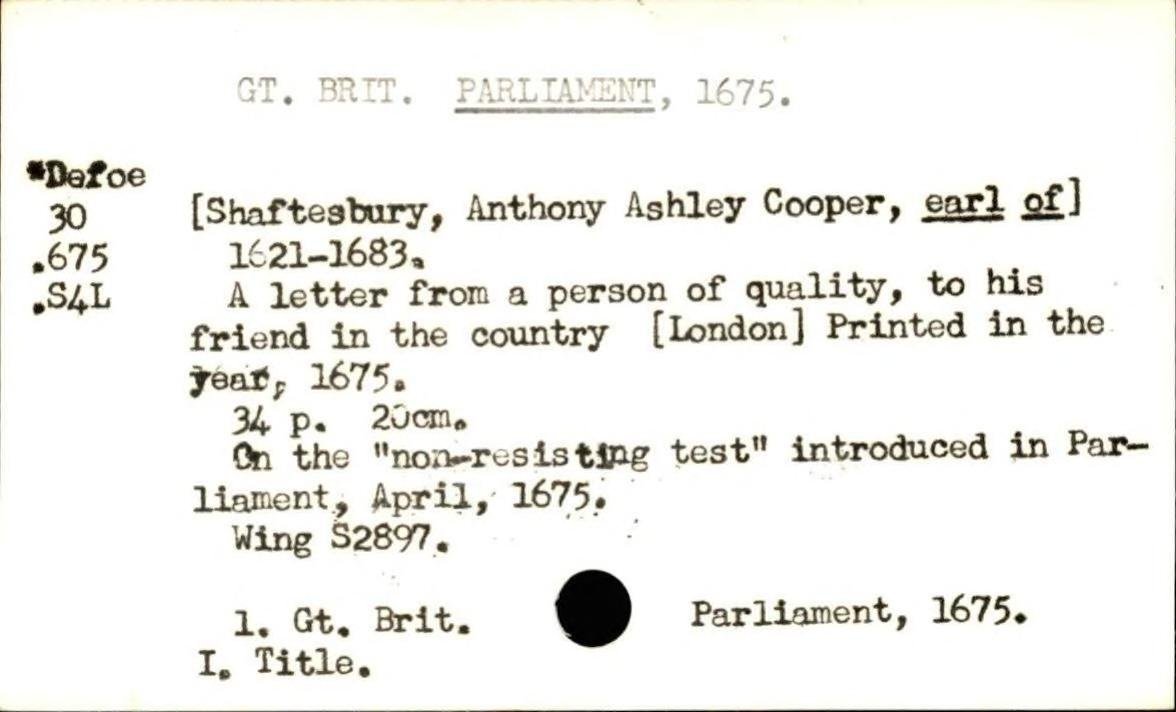 GT. BRIT. PARLIAMENT, 1675.
*Defoe
30
.675
.S4L
[Shaftesbury, Anthony Ashley Cooper, earl of]
1621-1683.
A letter from a person of quality, to his
friend in the country [London] Printed in the
year, 1675.
34 p. 20cm.
On the "non-resisting test" introduced in Par-
liament, April, 1675.
Wing S2897.
1. Gt. Brit. Parliament, 1675.
I. Title.